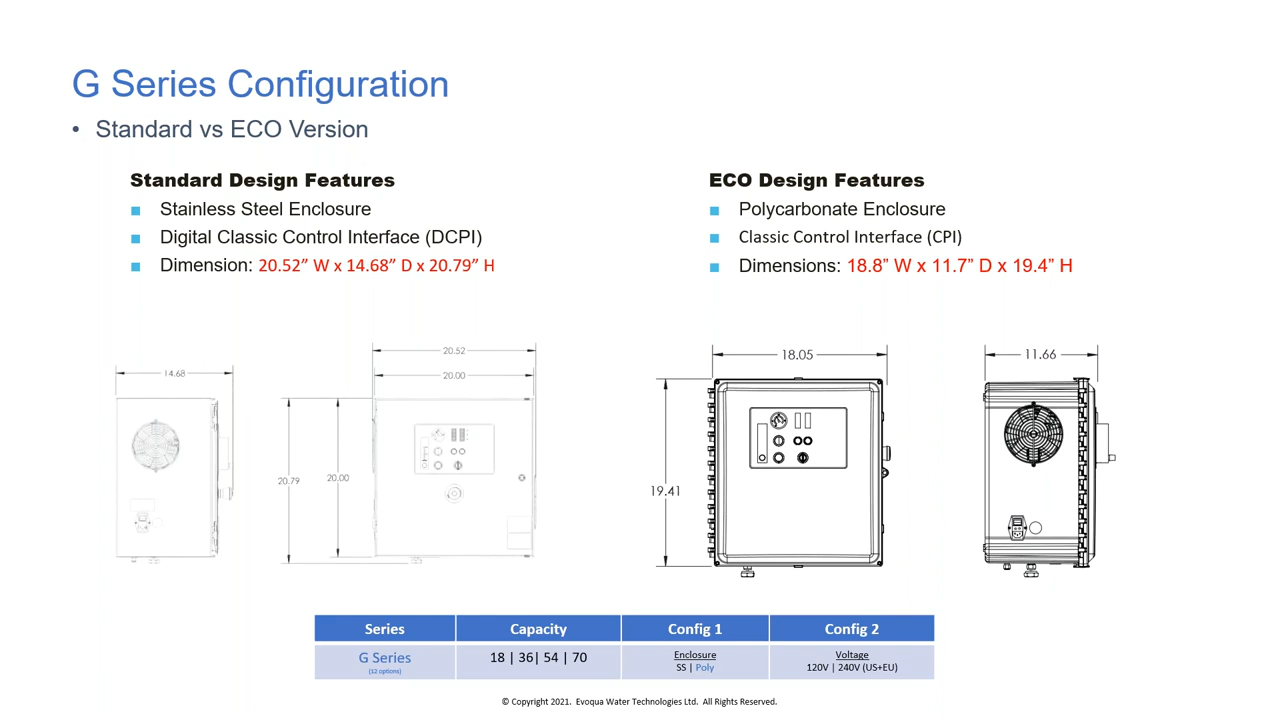 G Series Configuration
• Standard vs ECO Version
Standard Design Features
Stainless Steel Enclosure
Digital Classic Control Interface (DCPI)
Dimension: 20.52” W x 14.68” D x 20.79” H
ECO Design Features
Polycarbonate Enclosure
Classic Control Interface (CPI)
Dimensions: 18.8” W x 11.7” D x 19.4” H
14.68
20.52
20.00
20.79
20.00
18.05
19.41
11.66
Series Capacity Config 1 Config 2
G Series
(12 options)
18 | 36| 54 | 70
Enclosure
SS | Poly
Voltage
120V | 240V (US+EU)
© Copyright 2021. Evoqua Water Technologies Ltd. All Rights Reserved.